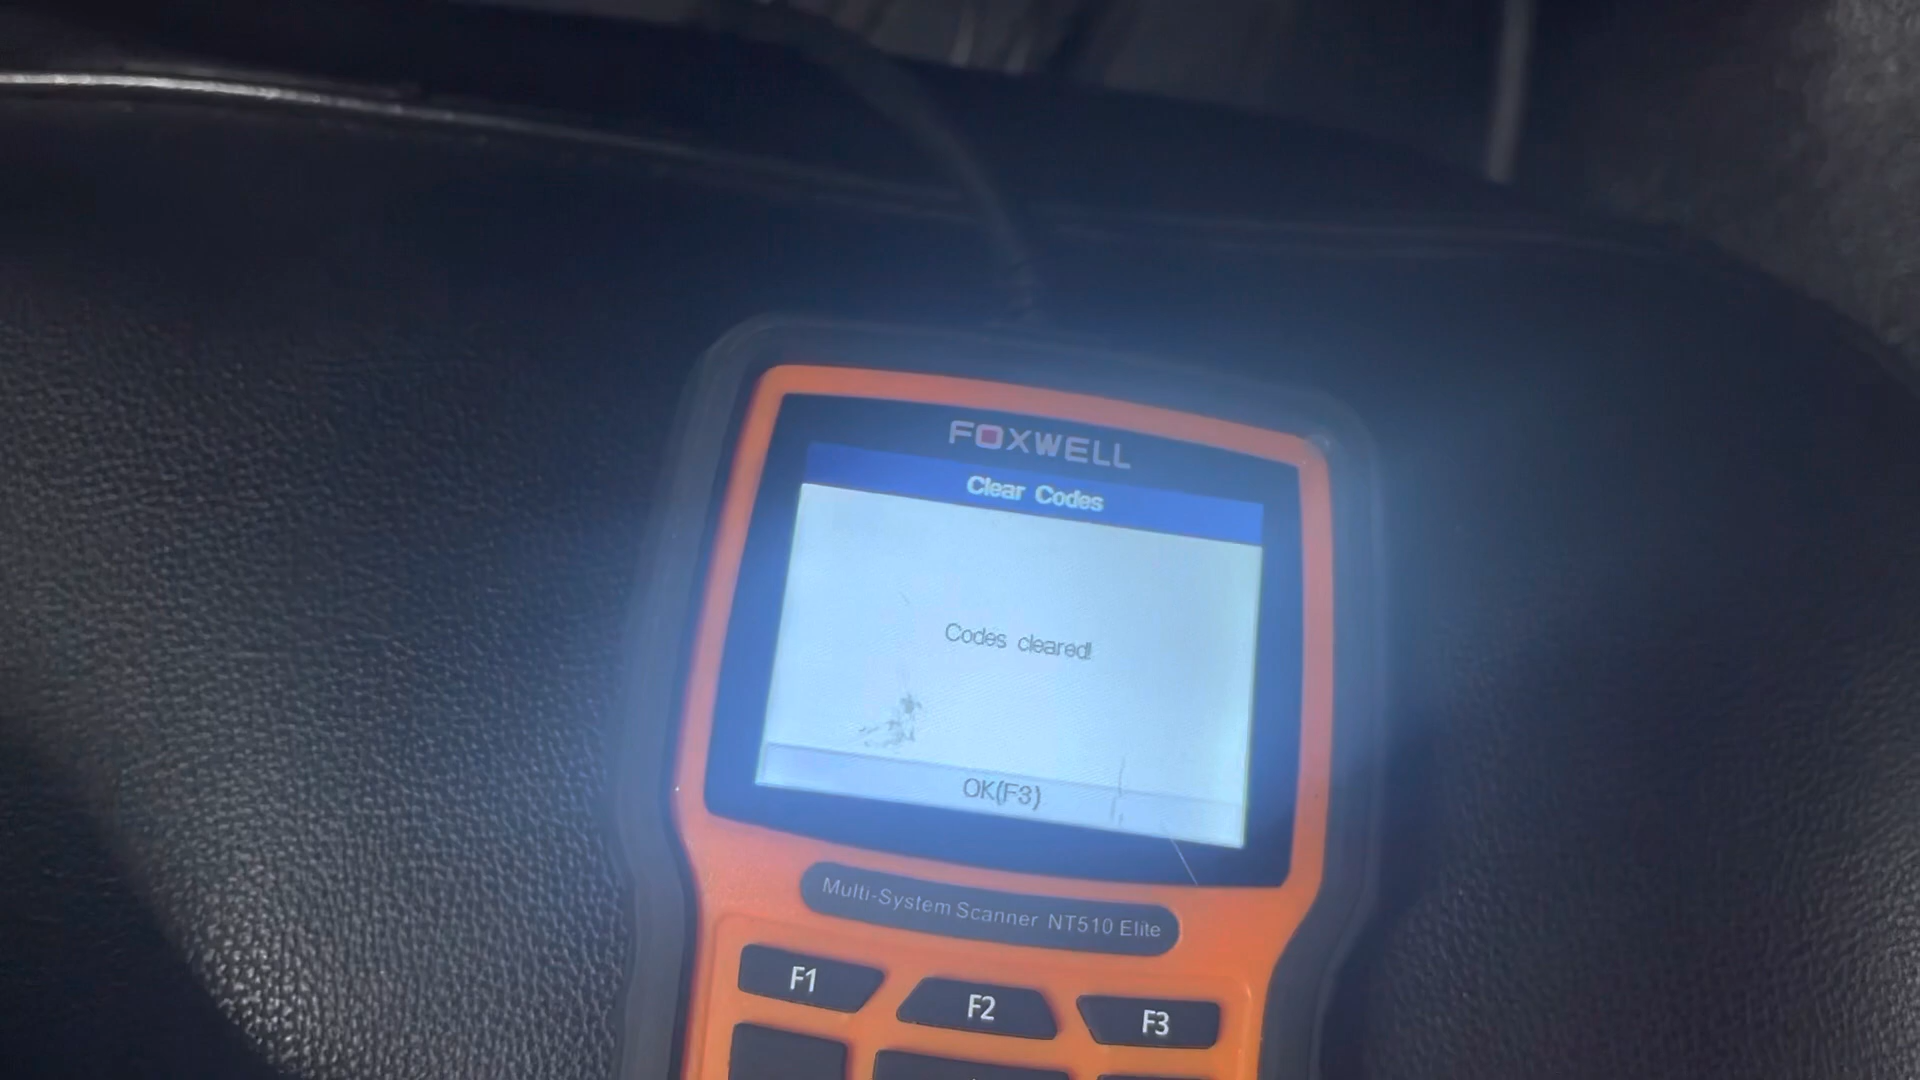 FOXWELL
Clear Codes
Codes cleared!
OK(F3)
Multi-System Scanner NT510 Elite
F1
F2
F3